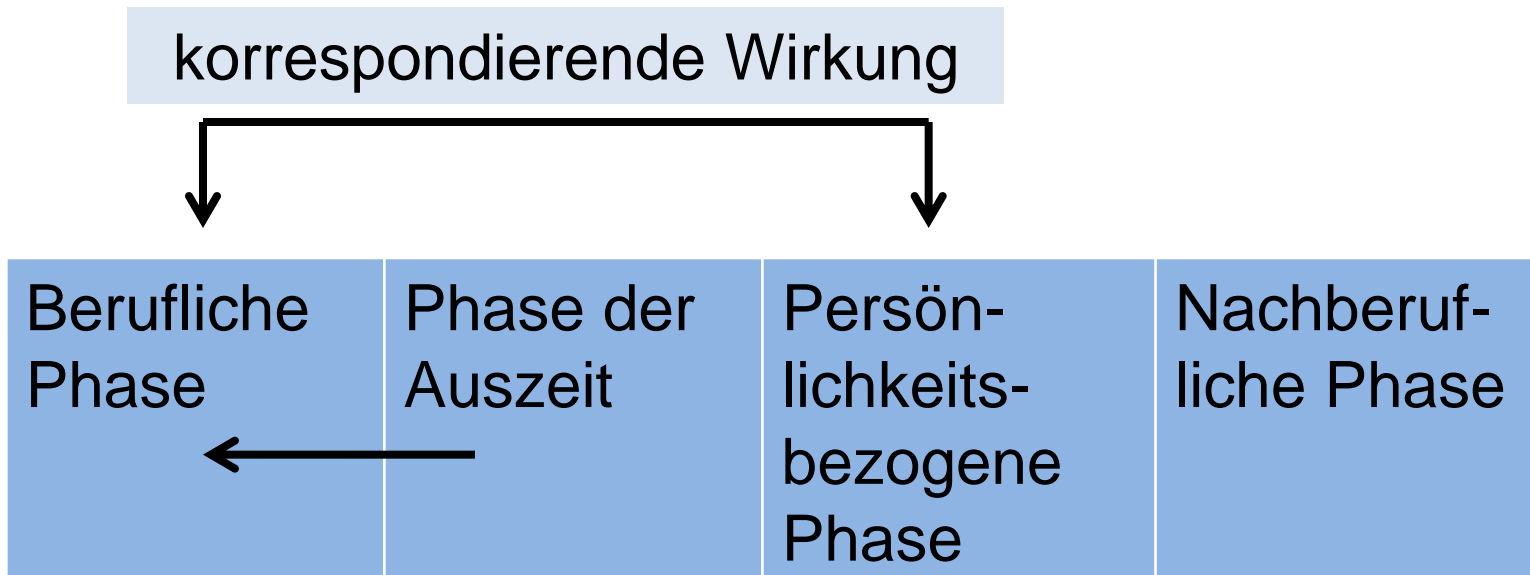 korrespondierende Wirkung
Berufliche
Phase
Phase der
Auszeit
Persön-
lichkeits-
bezogene
Phase
Nachberuf-
liche Phase